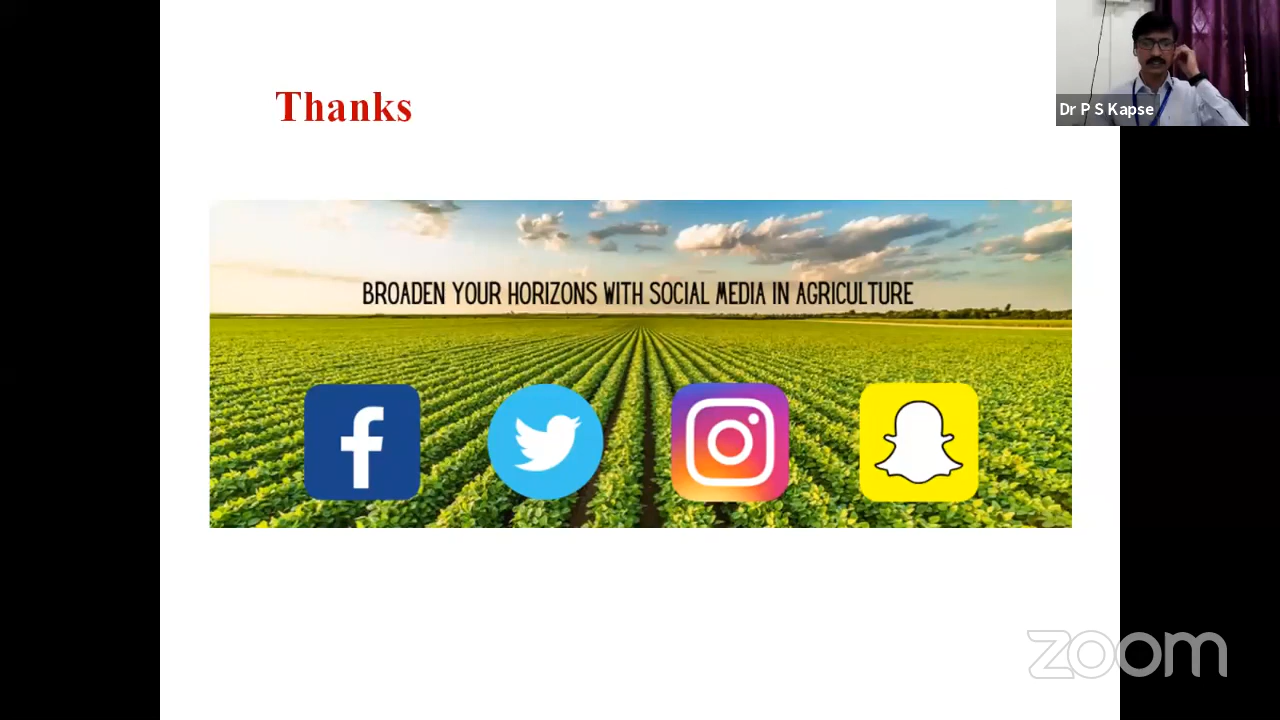 Thanks
Dr P S Kapse
BROADEN YOUR HORIZONS WITH SOCIAL MEDIA IN AGRICULTURE
f
zoom